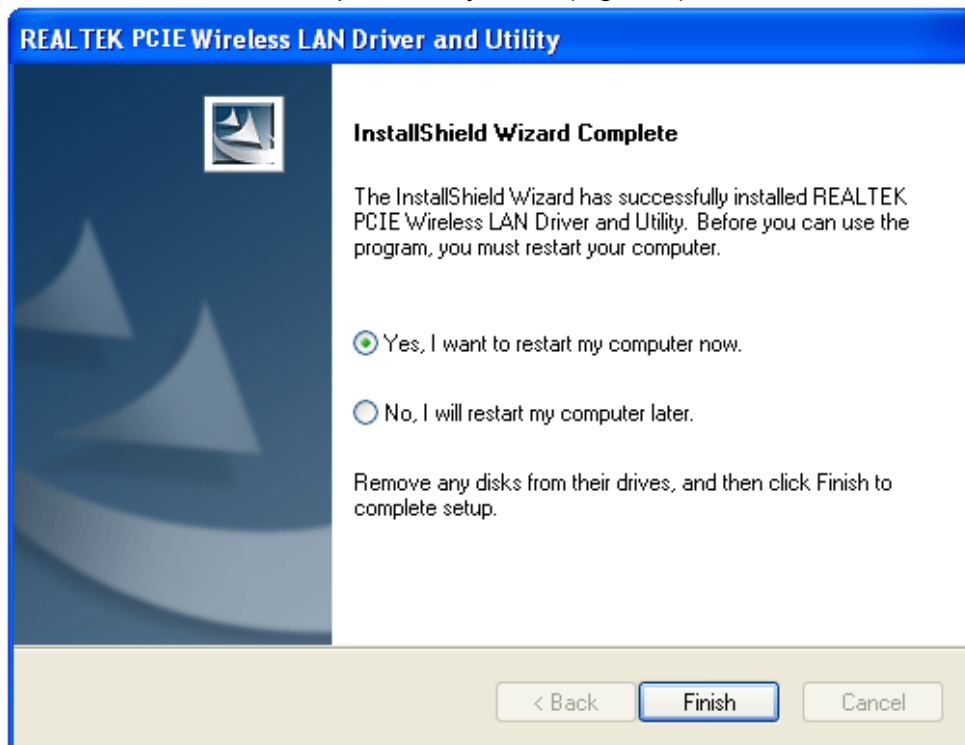 REALTEK PCIE Wireless LAN Driver and Utility
InstallShield Wizard Complete
The InstallShield Wizard has successfully installed REALTEK
PCIE Wireless LAN Driver and Utility. Before you can use the
program, you must restart your computer.
Yes, I want to restart my computer now.
No, I will restart my computer later.
Remove any disks from their drives, and then click Finish to
complete setup.
< Back Finish Cancel